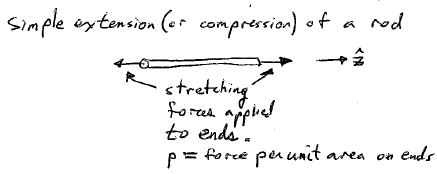 Simple extension (or compression) of a rod
ẑ
stretching
forces applied
to ends.
p = force per unit area on ends